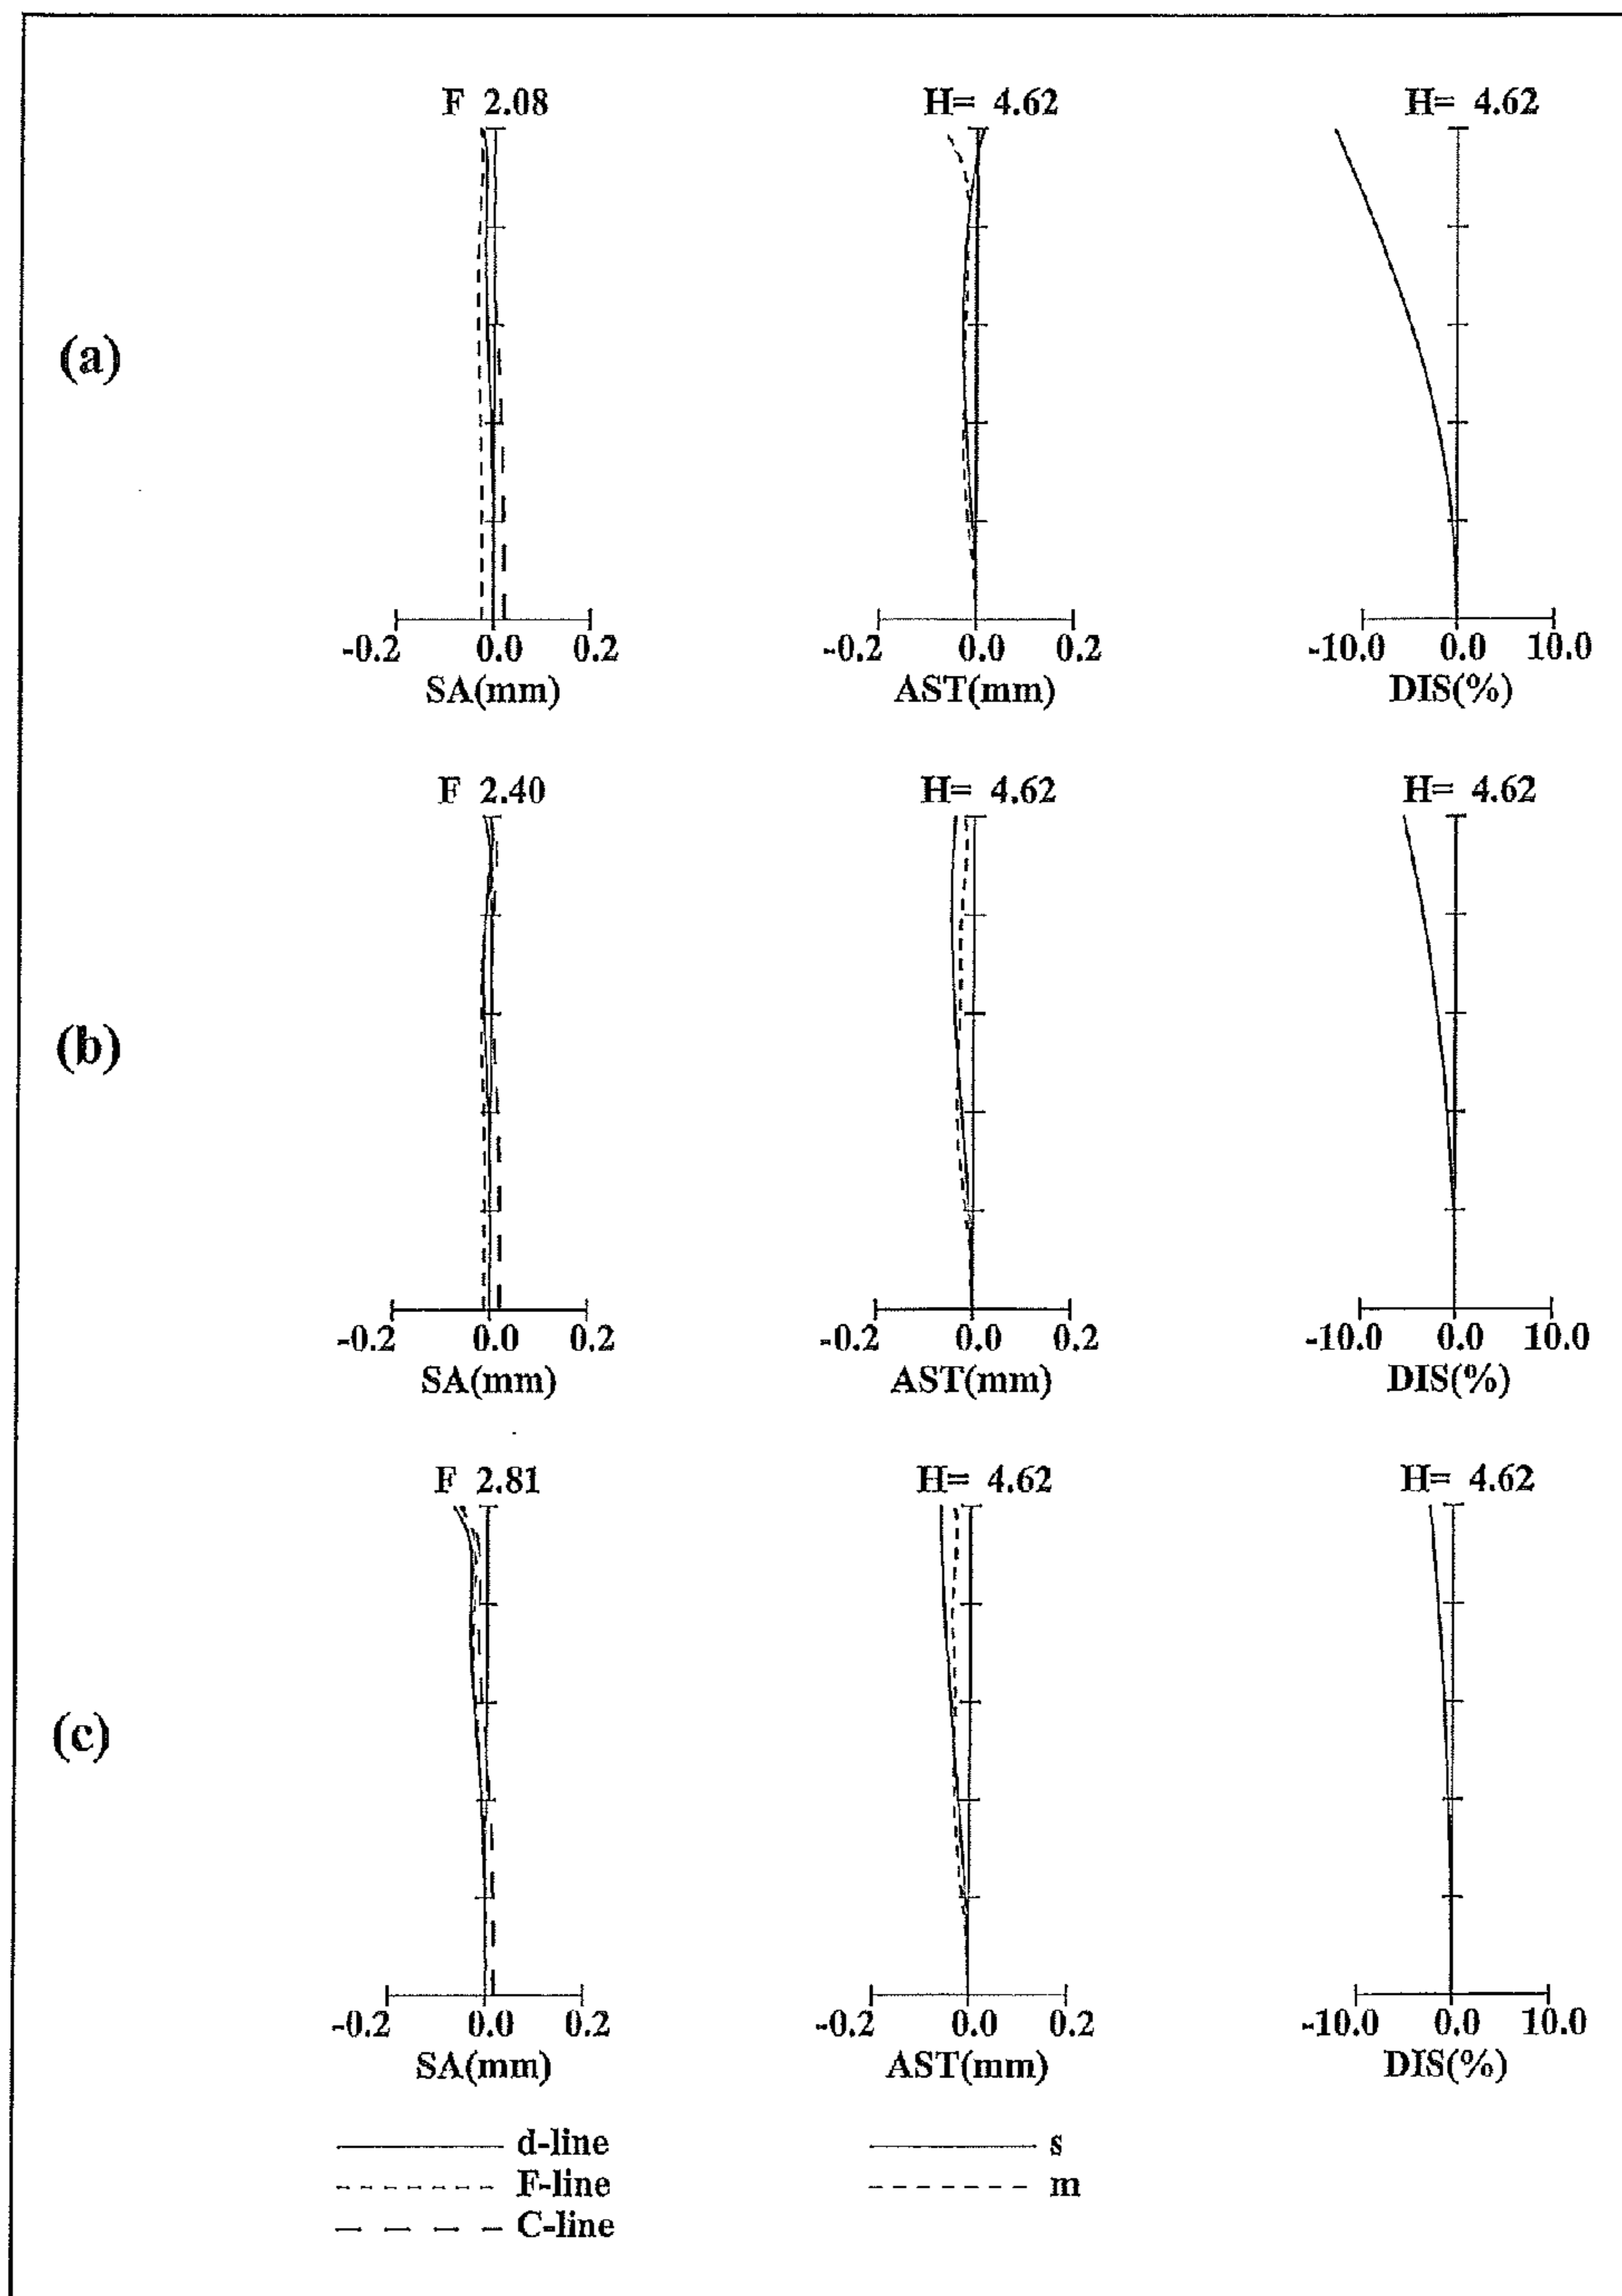 F 2.08 H= 4.62 H= 4.62
(a)
-0.2 0.0 0.2 -0.2 0.0 0.2 -10.0 0.0 10.0
SA(mm) AST(mm) DIS(%)
F 2.40 H= 4.62 H= 4.62
(b)
-0.2 0.0 0.2 -0.2 0.0 0.2 -10.0 0.0 10.0
SA(mm) AST(mm) DIS(%)
F 2.81 H= 4.62 H= 4.62
(c)
-0.2 0.0 0.2 -0.2 0.0 0.2 -10.0 0.0 10.0
SA(mm) AST(mm) DIS(%)
d-line s
F-line m
C-line